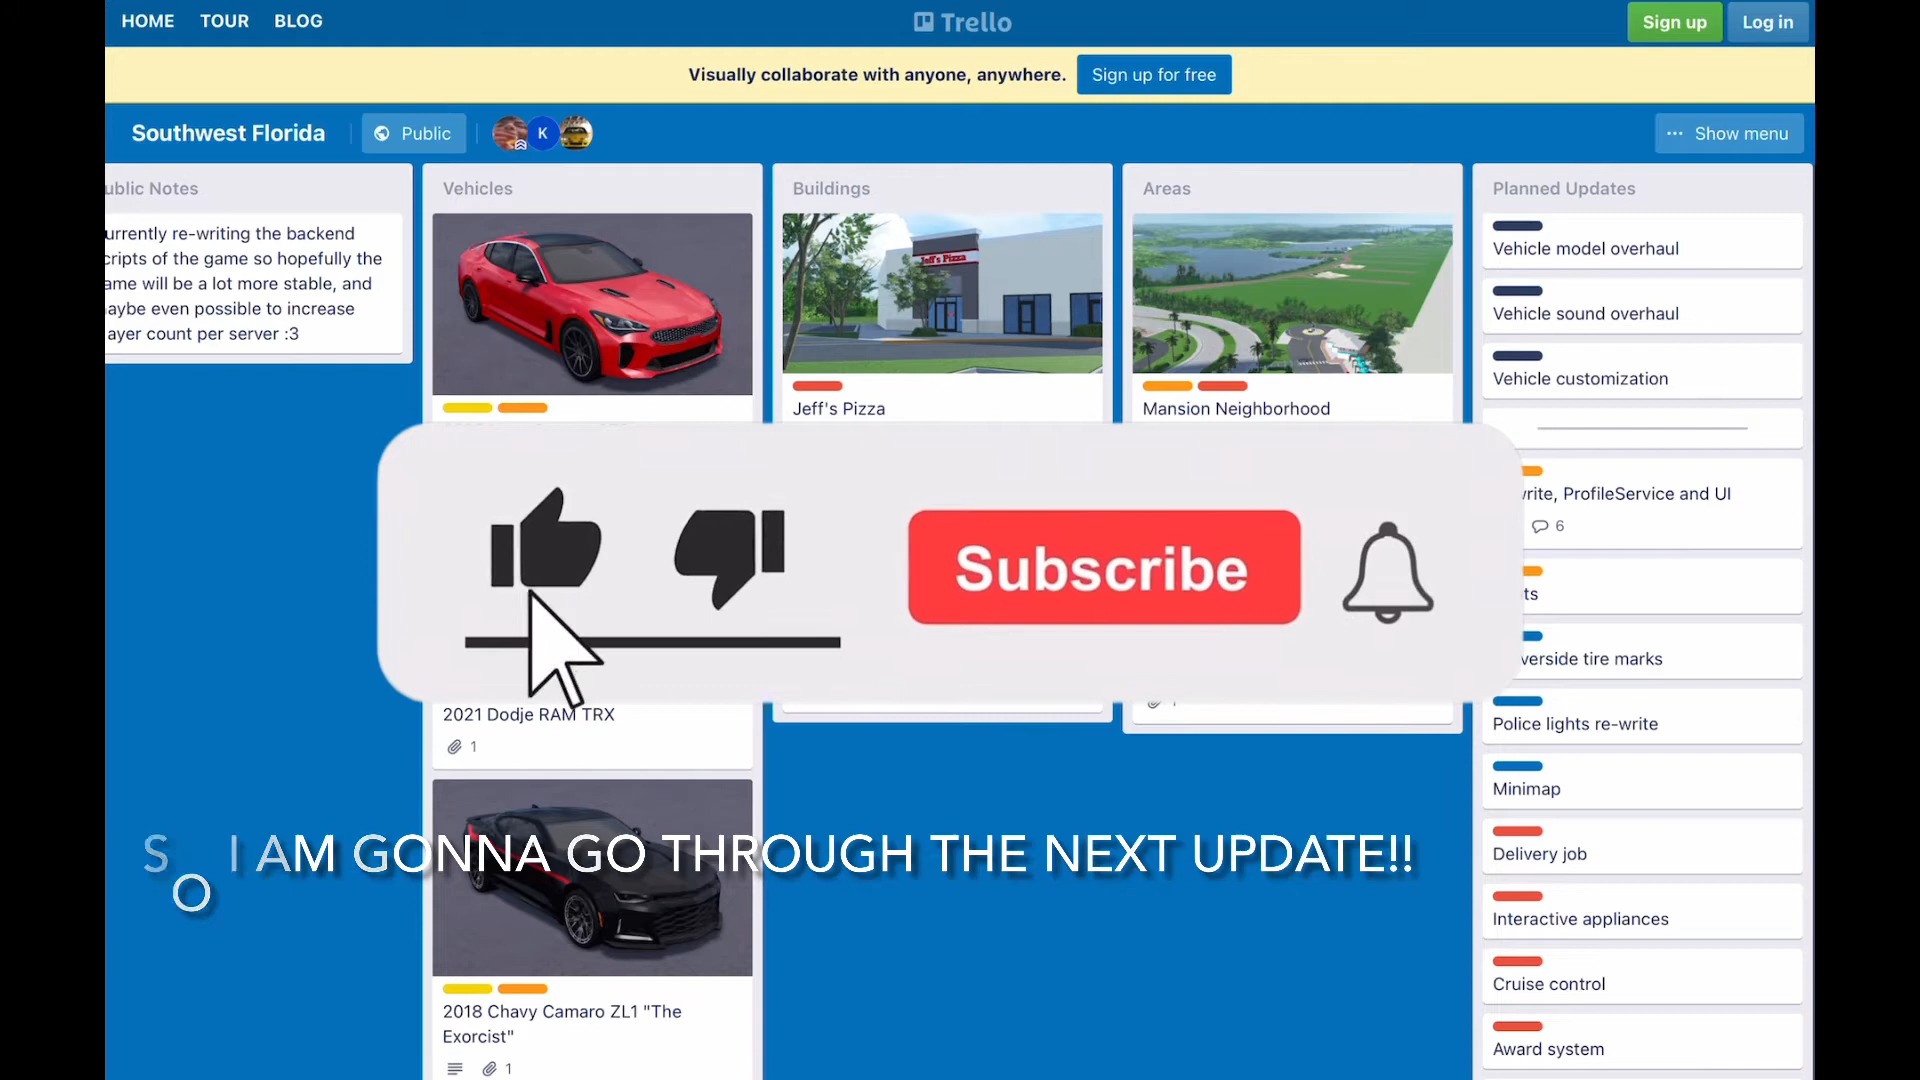 HOME TOUR BLOG
Trello
Sign up Log in
Visually collaborate with anyone, anywhere. Sign up for free
Southwest Florida Public K Show menu
ublic Notes
urrently re-writing the backend
cripts of the game so hopefully the
ame will be a lot more stable, and
aybe even possible to increase
ayer count per server :3
Vehicles
2021 Dodje RAM TRX
1
2018 Chavy Camaro ZL1 "The
Exorcist"
1
Buildings
Jeff's Pizza
Jeff's Pizza
Areas
Mansion Neighborhood
Planned Updates
Vehicle model overhaul
Vehicle sound overhaul
Vehicle customization
write, ProfileService and UI
6
ts
verside tire marks
Police lights re-write
Minimap
Delivery job
Interactive appliances
Cruise control
Award system
Subscribe
SO I AM GONNA GO THROUGH THE NEXT UPDATE!!